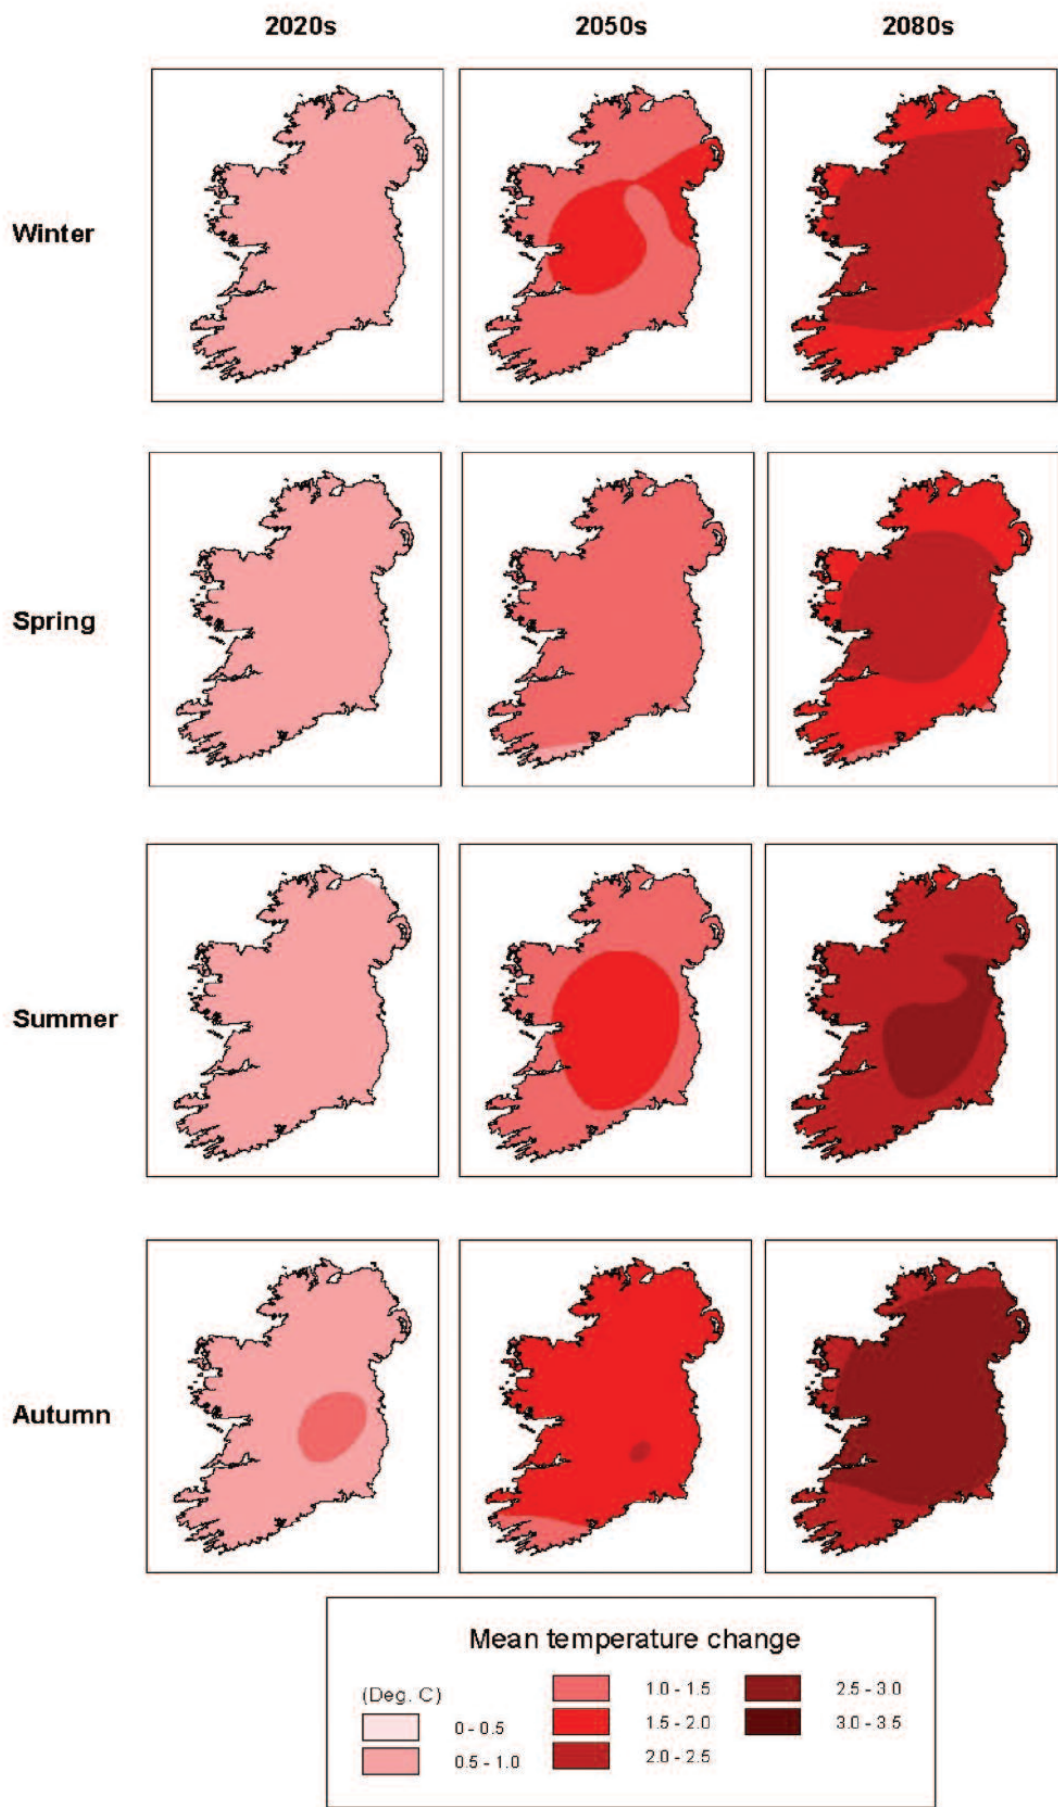 2020s 2050s 2080s
Winter
Spring
Summer
Autumn
Mean temperature change
(Deg. C)
0 - 0.5
0.5 - 1.0
1.0 - 1.5
1.5 - 2.0
2.0 - 2.5
2.5 - 3.0
3.0 - 3.5